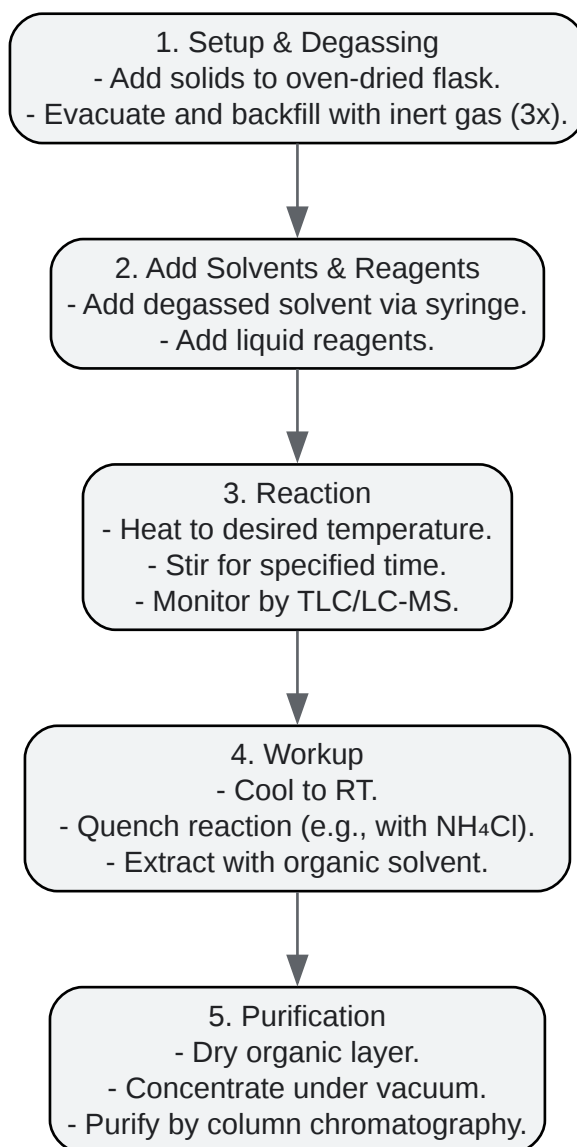 1. Setup & Degassing
- Add solids to oven-dried flask.
- Evacuate and backfill with inert gas (3x).
2. Add Solvents & Reagents
- Add degassed solvent via syringe.
- Add liquid reagents.
3. Reaction
- Heat to desired temperature.
- Stir for specified time.
- Monitor by TLC/LC-MS.
4. Workup
- Cool to RT.
- Quench reaction (e.g., with NH₄Cl).
- Extract with organic solvent.
5. Purification
- Dry organic layer.
- Concentrate under vacuum.
- Purify by column chromatography.